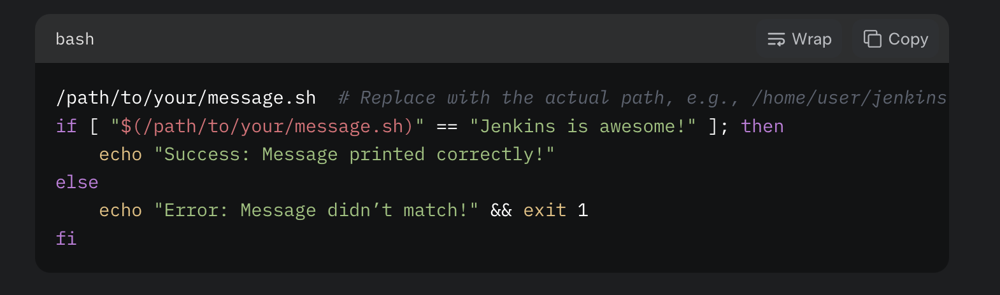 bash
Wrap
Copy
/path/to/your/message.sh  # Replace with the actual path, e.g., /home/user/jenkins
if [ "$(/path/to/your/message.sh)" == "Jenkins is awesome!" ]; then
    echo "Success: Message printed correctly!"
else
    echo "Error: Message didn’t match!" && exit 1
fi